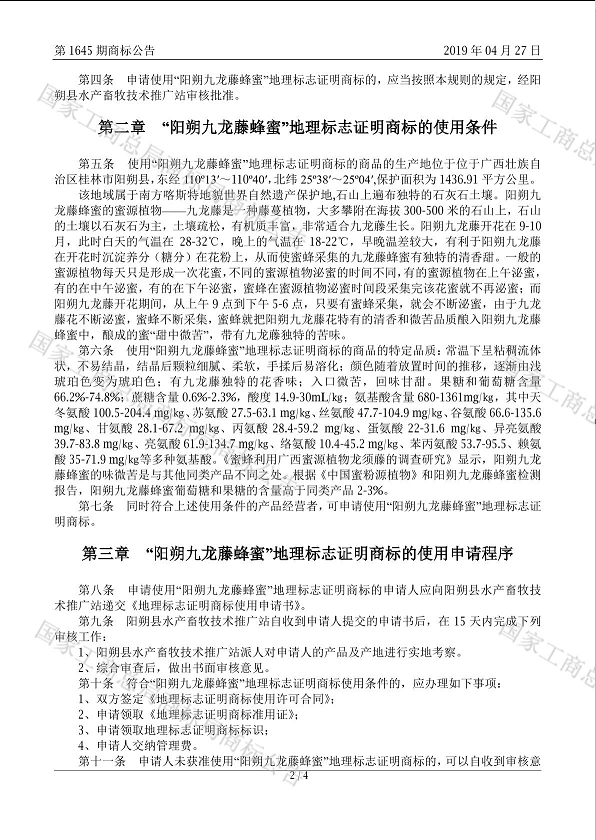 第 1645 期商标公告 2019 年 04 月 27 日
第四条 申请使用“阳朔九龙藤蜂蜜”地理标志证明商标的，应当按照本规则的规定，经阳
朔县水产畜牧技术推广站审核批准。
第二章 “阳朔九龙藤蜂蜜”地理标志证明商标的使用条件
第五条 使用“阳朔九龙藤蜂蜜”地理标志证明商标的商品的生产地位于位于广西壮族自
治区桂林市阳朔县，东经 110°13′～110°40′，北纬 25°38′～25°04′，保护面积为 1436.91 平方公里。
该地域属于南方喀斯特地貌世界自然遗产保护地，石山上遍布独特的石灰石土壤。阳朔九
龙藤蜂蜜的蜜源植物——九龙藤是一种藤蔓植物，大多攀附在海拔 300-500 米的石山上，石山
的土壤以石灰石为主，土壤疏松，有机质丰富，非常适合九龙藤生长。阳朔九龙藤开花在 9-10
月，此时白天的气温在 28-32℃，晚上的气温在 18-22℃，早晚温差较大，有利于阳朔九龙藤
在开花时沉淀养分（糖分）在花粉上，从而使蜜蜂采集的九龙藤蜂蜜有独特的清香甜。一般的
蜜源植物每天只是形成一次花蜜，不同的蜜源植物泌蜜的时间不同，有的蜜源植物在上午泌蜜，
有的在中午泌蜜，有的在下午泌蜜，蜜蜂在蜜源植物泌蜜时间段采集完该花蜜就不再泌蜜；而
阳朔九龙藤开花期间，从上午 9 点到下午 5-6 点，只要有蜜蜂采集，就会不断泌蜜，由于九龙
藤花不断泌蜜，蜜蜂不断采集，蜜蜂就把阳朔九龙藤花特有的清香和微苦品质酿入阳朔九龙藤
蜂蜜中，酿成的蜜“甜中微苦”，带有九龙藤独特的苦味。
第六条 使用“阳朔九龙藤蜂蜜”地理标志证明商标的商品的特定品质：常温下呈粘稠流体
状，不易结晶，结晶后颗粒细腻、柔软，手揉后易溶化；颜色随着放置时间的推移，逐渐由浅
琥珀色变为琥珀色；有九龙藤蜜独特的花香味；入口微苦，回味甘甜。果糖和葡萄糖含量
66.2%-74.8%；蔗糖含量 0.6%-2.3%，酸度 14.9-30mL/kg；氨基酸含量 680-1361mg/kg，其中天
冬氨酸 100.5-204.4 mg/kg、苏氨酸 27.5-63.1 mg/kg、丝氨酸 47.7-104.9 mg/kg、谷氨酸 66.6-135.6
mg/kg、甘氨酸 28.1-67.2 mg/kg、丙氨酸 28.4-59.2 mg/kg、蛋氨酸 22-31.6 mg/kg、异亮氨酸
39.7-83.8 mg/kg、亮氨酸 61.9-134.7 mg/kg、络氨酸 10.4-45.2 mg/kg、苯丙氨酸 53.7-95.5、赖氨
酸 35-71.9 mg/kg等多种氨基酸。《蜜蜂利用广西蜜源植物龙须藤的调查研究》显示，阳朔九龙
藤蜂蜜的味微苦是与其他同类产品不同之处。根据《中国蜜粉源植物》和阳朔九龙藤蜂蜜检测
报告，阳朔九龙藤蜂蜜葡萄糖和果糖的含量高于同类产品 2-3%。
第七条 同时符合上述使用条件的产品经营者，可申请使用“阳朔九龙藤蜂蜜”地理标志证
明商标。
第三章 “阳朔九龙藤蜂蜜”地理标志证明商标的使用申请程序
第八条 申请使用“阳朔九龙藤蜂蜜”地理标志证明商标的申请人应向阳朔县水产畜牧技
术推广站递交《地理标志证明商标使用申请书》。
第九条 阳朔县水产畜牧技术推广站自收到申请人提交的申请书后，在 15 天内完成下列
审核工作：
1、阳朔县水产畜牧技术推广站派人对申请人的产品及产地进行实地考察。
2、综合审查后，做出书面审核意见。
第十条 符合“阳朔九龙藤蜂蜜”地理标志证明商标使用条件的，应办理如下事项：
1、双方签定《地理标志证明商标使用许可合同》；
2、申请领取《地理标志证明商标准用证》；
3、申请领取地理标志证明商标标识；
4、申请人交纳管理费。
第十一条 申请人未获准使用“阳朔九龙藤蜂蜜”地理标志证明商标的，可以自收到审核意
2 / 4